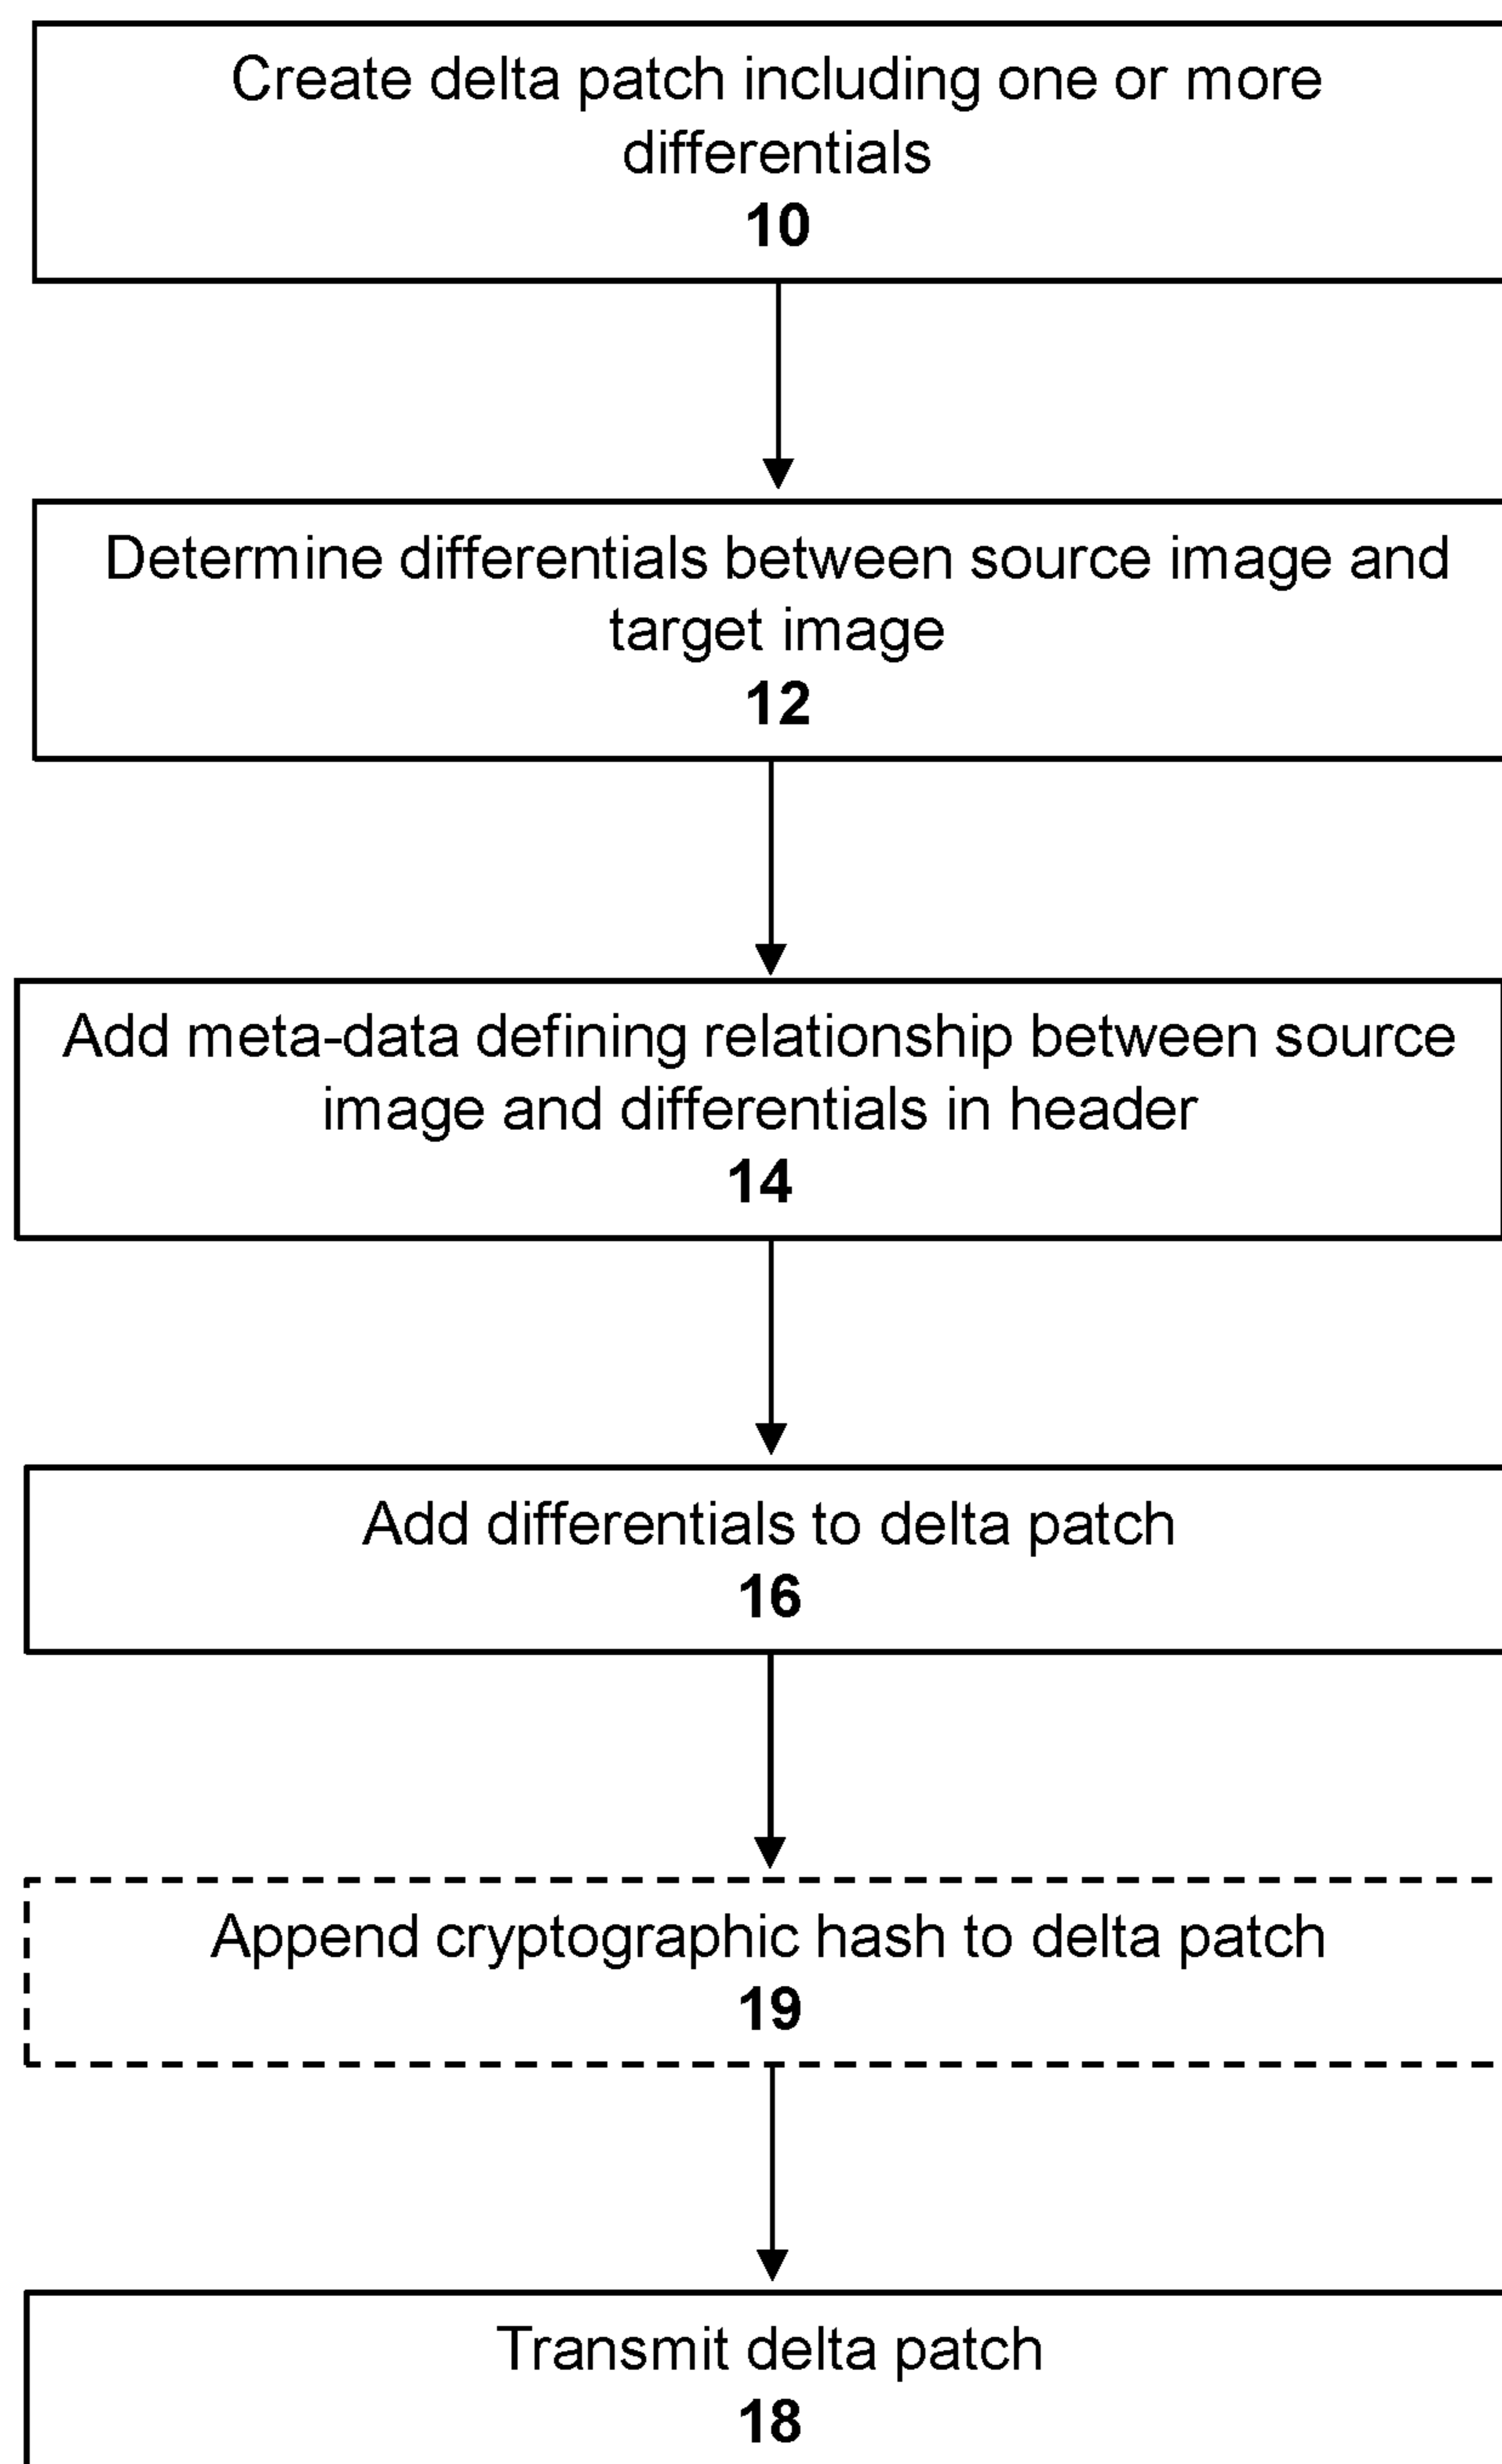 Create delta patch including one or more
differentials
10
Determine differentials between source image and
target image
12
Add meta-data defining relationship between source
image and differentials in header
14
Add differentials to delta patch
16
Append cryptographic hash to delta patch
19
Transmit delta patch
18